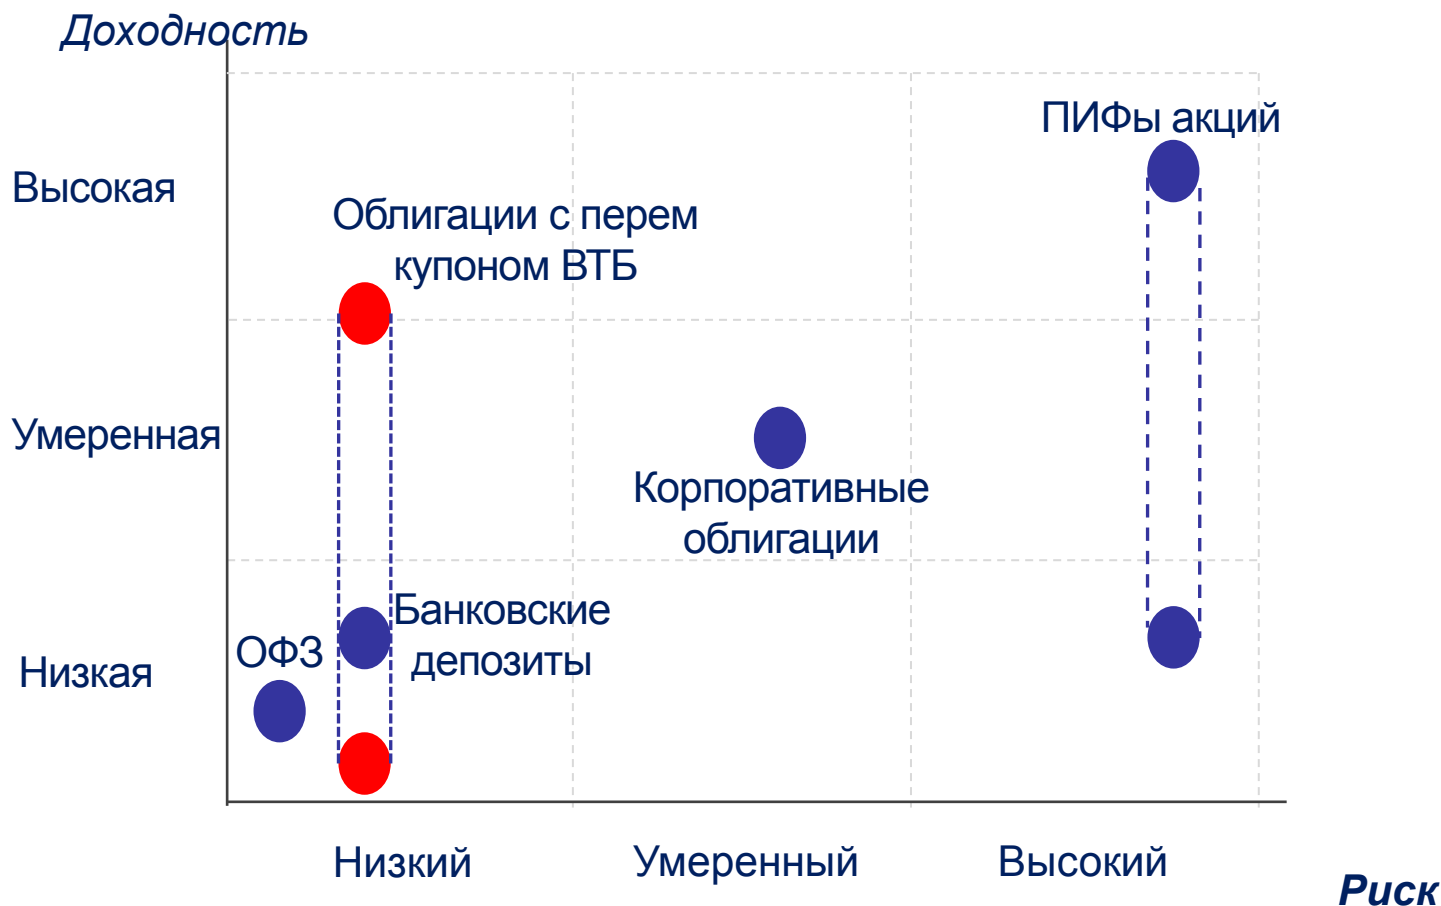 Доходность
ПИФы акций
Высокая
Облигации с перем
купоном ВТБ
Умеренная
Корпоративные
облигации
Банковские
депозиты
ОФЗ
Низкая
Низкий
Умеренный
Высокий
Риск